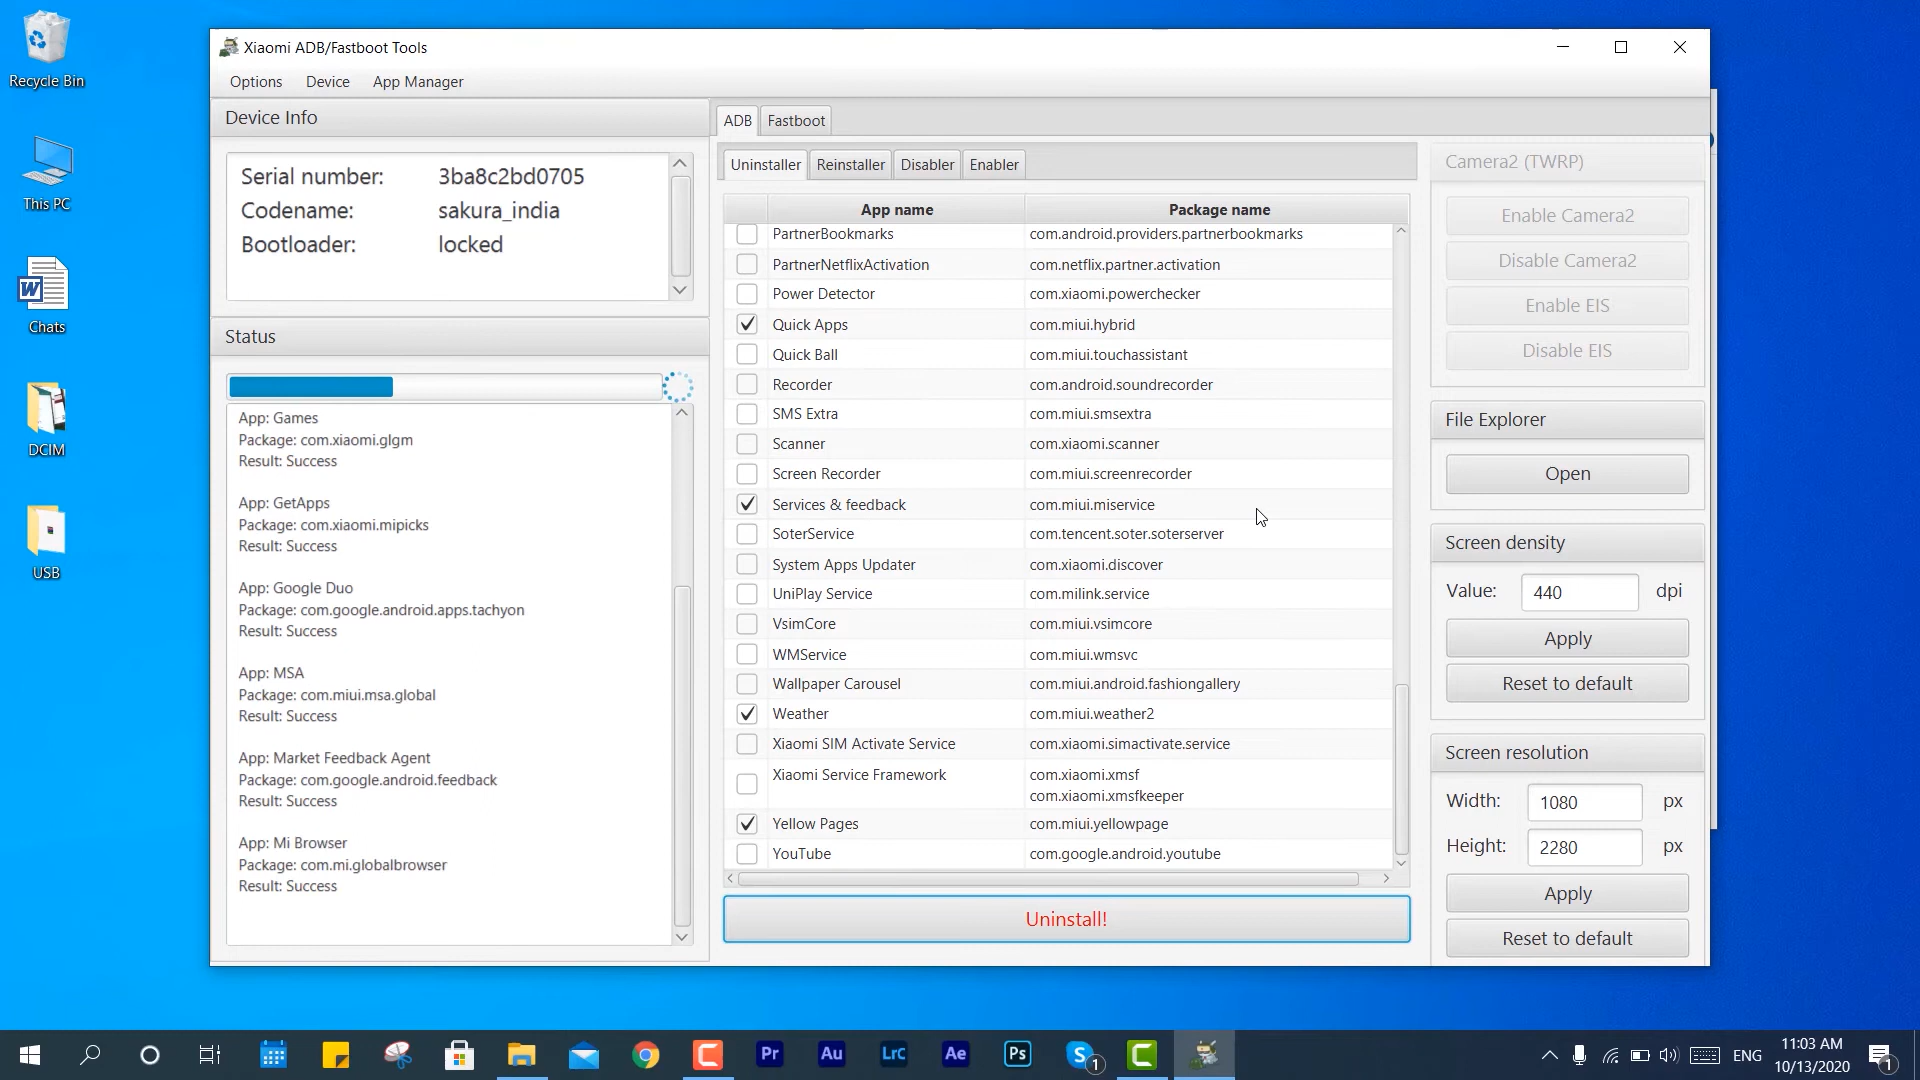 Recycle Bin
This PC
Chats
DCIM
USB
Xiaomi ADB/Fastboot Tools
Options Device App Manager
Device Info
Serial number: 3ba8c2bd0705
Codename: sakura_india
Bootloader: locked
Status
App: Games
Package: com.xiaomi.glgm
Result: Success
App: GetApps
Package: com.xiaomi.mipicks
Result: Success
App: Google Duo
Package: com.google.android.apps.tachyon
Result: Success
App: MSA
Package: com.miui.msa.global
Result: Success
App: Market Feedback Agent
Package: com.google.android.feedback
Result: Success
App: Mi Browser
Package: com.mi.globalbrowser
Result: Success
ADB Fastboot
Uninstaller Reinstaller Disabler Enabler
App name Package name
PartnerBookmarks com.android.providers.partnerbookmarks
PartnerNetflixActivation com.netflix.partner.activation
Power Detector com.xiaomi.powerchecker
Quick Apps com.miui.hybrid
Quick Ball com.miui.touchassistant
Recorder com.android.soundrecorder
SMS Extra com.miui.smsextra
Scanner com.xiaomi.scanner
Screen Recorder com.miui.screenrecorder
Services & feedback com.miui.miservice
SoterService com.tencent.soter.soterserver
System Apps Updater com.xiaomi.discover
UniPlay Service com.milink.service
VsimCore com.miui.vsimcore
WMService com.miui.wmsvc
Wallpaper Carousel com.miui.android.fashiongallery
Weather com.miui.weather2
Xiaomi SIM Activate Service com.xiaomi.simactivate.service
Xiaomi Service Framework com.xiaomi.xmsf
com.xiaomi.xmsfkeeper
Yellow Pages com.miui.yellowpage
YouTube com.google.android.youtube
Uninstall!
Camera2 (TWRP)
Enable Camera2
Disable Camera2
Enable EIS
Disable EIS
File Explorer
Open
Screen density
Value: 440 dpi
Apply
Reset to default
Screen resolution
Width: 1080 px
Height: 2280 px
Apply
Reset to default
Pr Au Lrc Ae Ps S 1
ENG
11:03 AM
10/13/2020
1